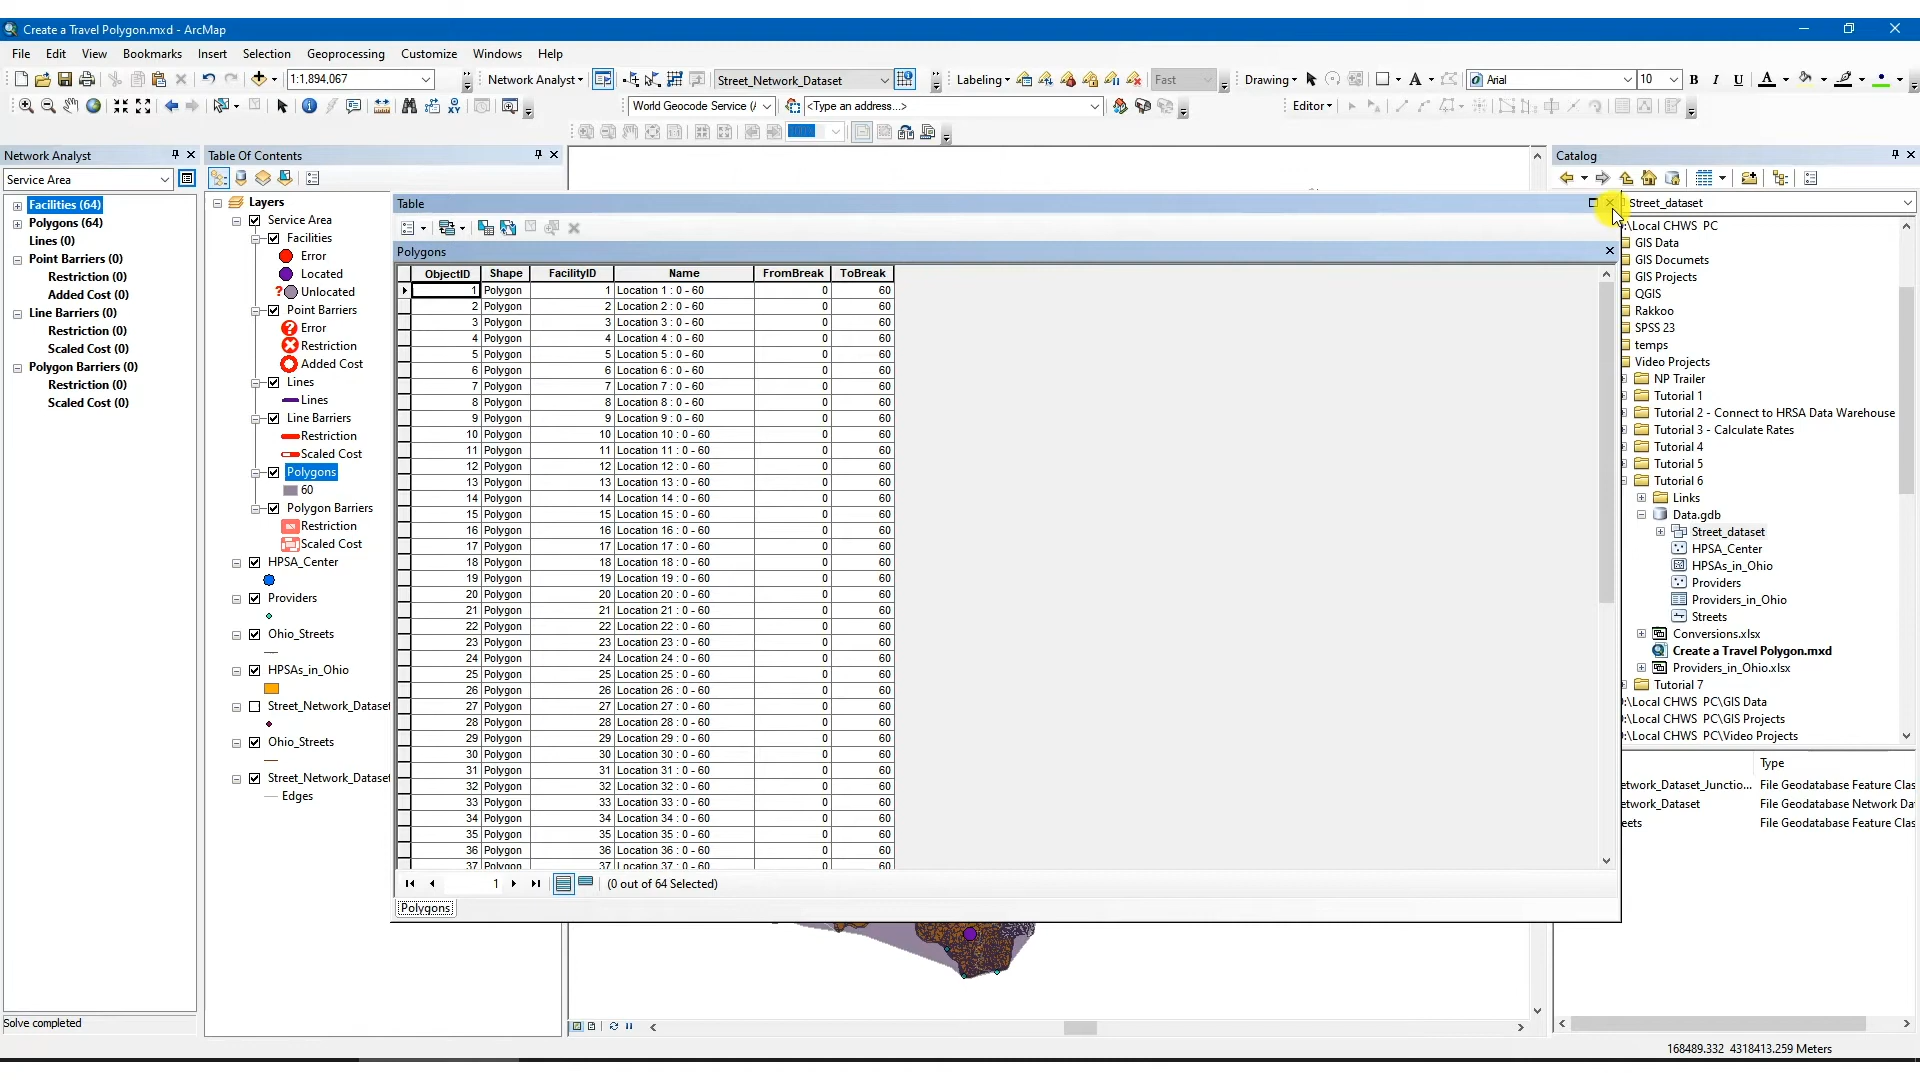 Create a Travel Polygon.mxd - ArcMap
File Edit View Bookmarks Insert Selection Geoprocessing Customize Windows Help
1:1,894,067 Network Analyst Street_Network_Dataset Labeling Fast Drawing A Arial 10 B I U A
World Geocode Service (A <Type an address...> Editor
Network Analyst
Table Of Contents
Catalog
Service Area
Facilities (64)
Polygons (64)
Lines (0)
Point Barriers (0)
Restriction (0)
Added Cost (0)
Line Barriers (0)
Restriction (0)
Scaled Cost (0)
Polygon Barriers (0)
Restriction (0)
Scaled Cost (0)
Solve completed
Layers
Service Area
Facilities
Error
Located
Unlocated
Point Barriers
Error
Restriction
Added Cost
Lines
Lines
Line Barriers
Restriction
Scaled Cost
Polygons
60
Polygon Barriers
Restriction
Scaled Cost
HPSA_Center
Providers
Ohio_Streets
HPSAs_in_Ohio
Street_Network_Dataset
Ohio_Streets
Street_Network_Dataset
Edges
Table
Polygons
ObjectID Shape FacilityID Name FromBreak ToBreak
1 Polygon 1 Location 1 : 0 - 60 0 60
2 Polygon 2 Location 2 : 0 - 60 0 60
3 Polygon 3 Location 3 : 0 - 60 0 60
4 Polygon 4 Location 4 : 0 - 60 0 60
5 Polygon 5 Location 5 : 0 - 60 0 60
6 Polygon 6 Location 6 : 0 - 60 0 60
7 Polygon 7 Location 7 : 0 - 60 0 60
8 Polygon 8 Location 8 : 0 - 60 0 60
9 Polygon 9 Location 9 : 0 - 60 0 60
10 Polygon 10 Location 10 : 0 - 60 0 60
11 Polygon 11 Location 11 : 0 - 60 0 60
12 Polygon 12 Location 12 : 0 - 60 0 60
13 Polygon 13 Location 13 : 0 - 60 0 60
14 Polygon 14 Location 14 : 0 - 60 0 60
15 Polygon 15 Location 15 : 0 - 60 0 60
16 Polygon 16 Location 16 : 0 - 60 0 60
17 Polygon 17 Location 17 : 0 - 60 0 60
18 Polygon 18 Location 18 : 0 - 60 0 60
19 Polygon 19 Location 19 : 0 - 60 0 60
20 Polygon 20 Location 20 : 0 - 60 0 60
21 Polygon 21 Location 21 : 0 - 60 0 60
22 Polygon 22 Location 22 : 0 - 60 0 60
23 Polygon 23 Location 23 : 0 - 60 0 60
24 Polygon 24 Location 24 : 0 - 60 0 60
25 Polygon 25 Location 25 : 0 - 60 0 60
26 Polygon 26 Location 26 : 0 - 60 0 60
27 Polygon 27 Location 27 : 0 - 60 0 60
28 Polygon 28 Location 28 : 0 - 60 0 60
29 Polygon 29 Location 29 : 0 - 60 0 60
30 Polygon 30 Location 30 : 0 - 60 0 60
31 Polygon 31 Location 31 : 0 - 60 0 60
32 Polygon 32 Location 32 : 0 - 60 0 60
33 Polygon 33 Location 33 : 0 - 60 0 60
34 Polygon 34 Location 34 : 0 - 60 0 60
35 Polygon 35 Location 35 : 0 - 60 0 60
36 Polygon 36 Location 36 : 0 - 60 0 60
37 Polygon 37 Location 37 : 0 - 60 0 60
1 (0 out of 64 Selected)
Polygons
Street_dataset
:\Local CHWS PC
GIS Data
GIS Documets
GIS Projects
QGIS
Rakkoo
SPSS 23
temps
Video Projects
NP Trailer
Tutorial 1
Tutorial 2 - Connect to HRSA Data Warehouse
Tutorial 3 - Calculate Rates
Tutorial 4
Tutorial 5
Tutorial 6
Links
Data.gdb
Street_dataset
HPSA_Center
HPSAs_in_Ohio
Providers
Providers_in_Ohio
Streets
Conversions.xlsx
Create a Travel Polygon.mxd
Providers_in_Ohio.xlsx
Tutorial 7
:\Local CHWS PC\GIS Data
:\Local CHWS PC\GIS Projects
:\Local CHWS PC\Video Projects
Type
etwork_Dataset_Junctio... File Geodatabase Feature Clas
etwork_Dataset File Geodatabase Network Da
eets File Geodatabase Feature Clas
168489.332 4318413.259 Meters